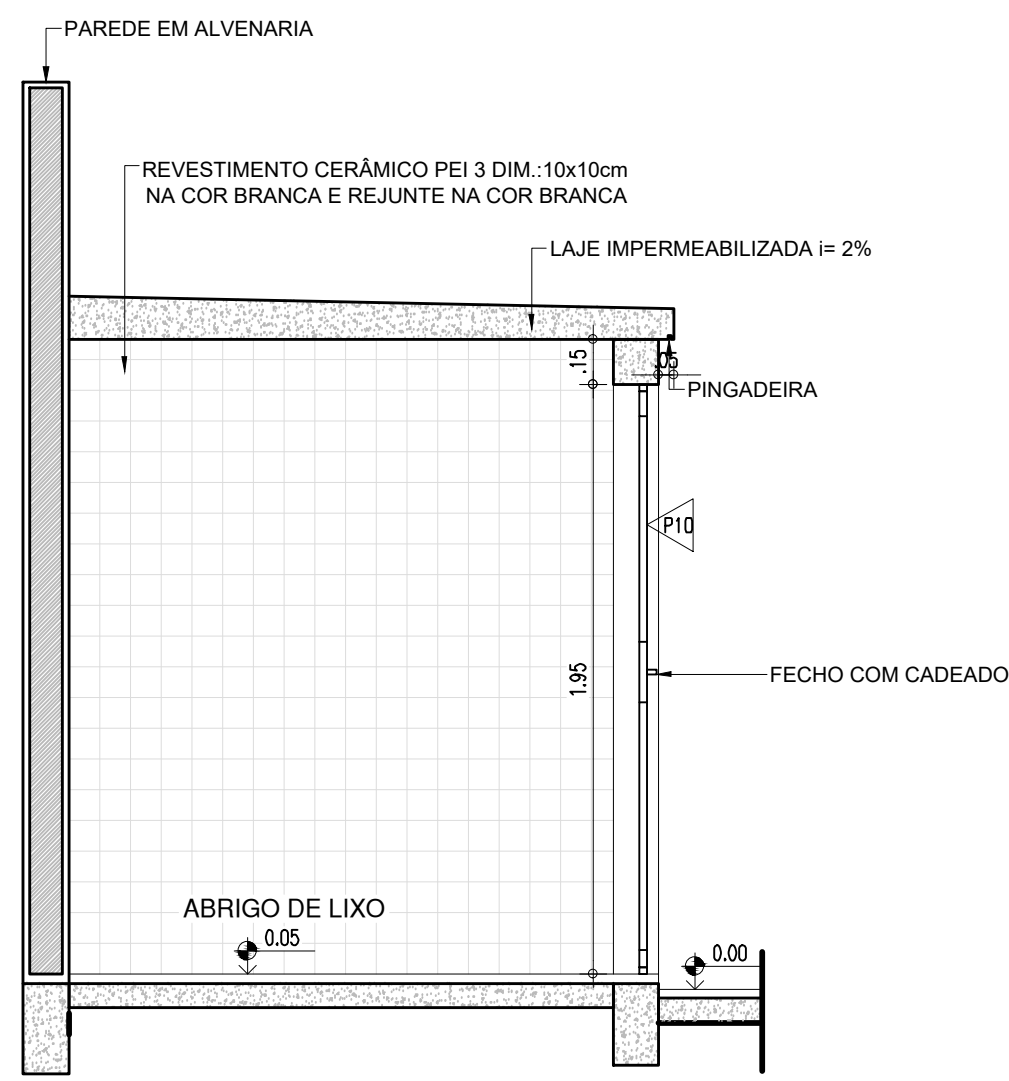 PAREDE EM ALVENARIA
REVESTIMENTO CERÂMICO PEI 3 DIM.:10x10cm
NA COR BRANCA E REJUNTE NA COR BRANCA
LAJE IMPERMEABILIZADA i= 2%
.15
.05
PINGADEIRA
P10
1.95
FECHO COM CADEADO
ABRIGO DE LIXO
0.05
0.00